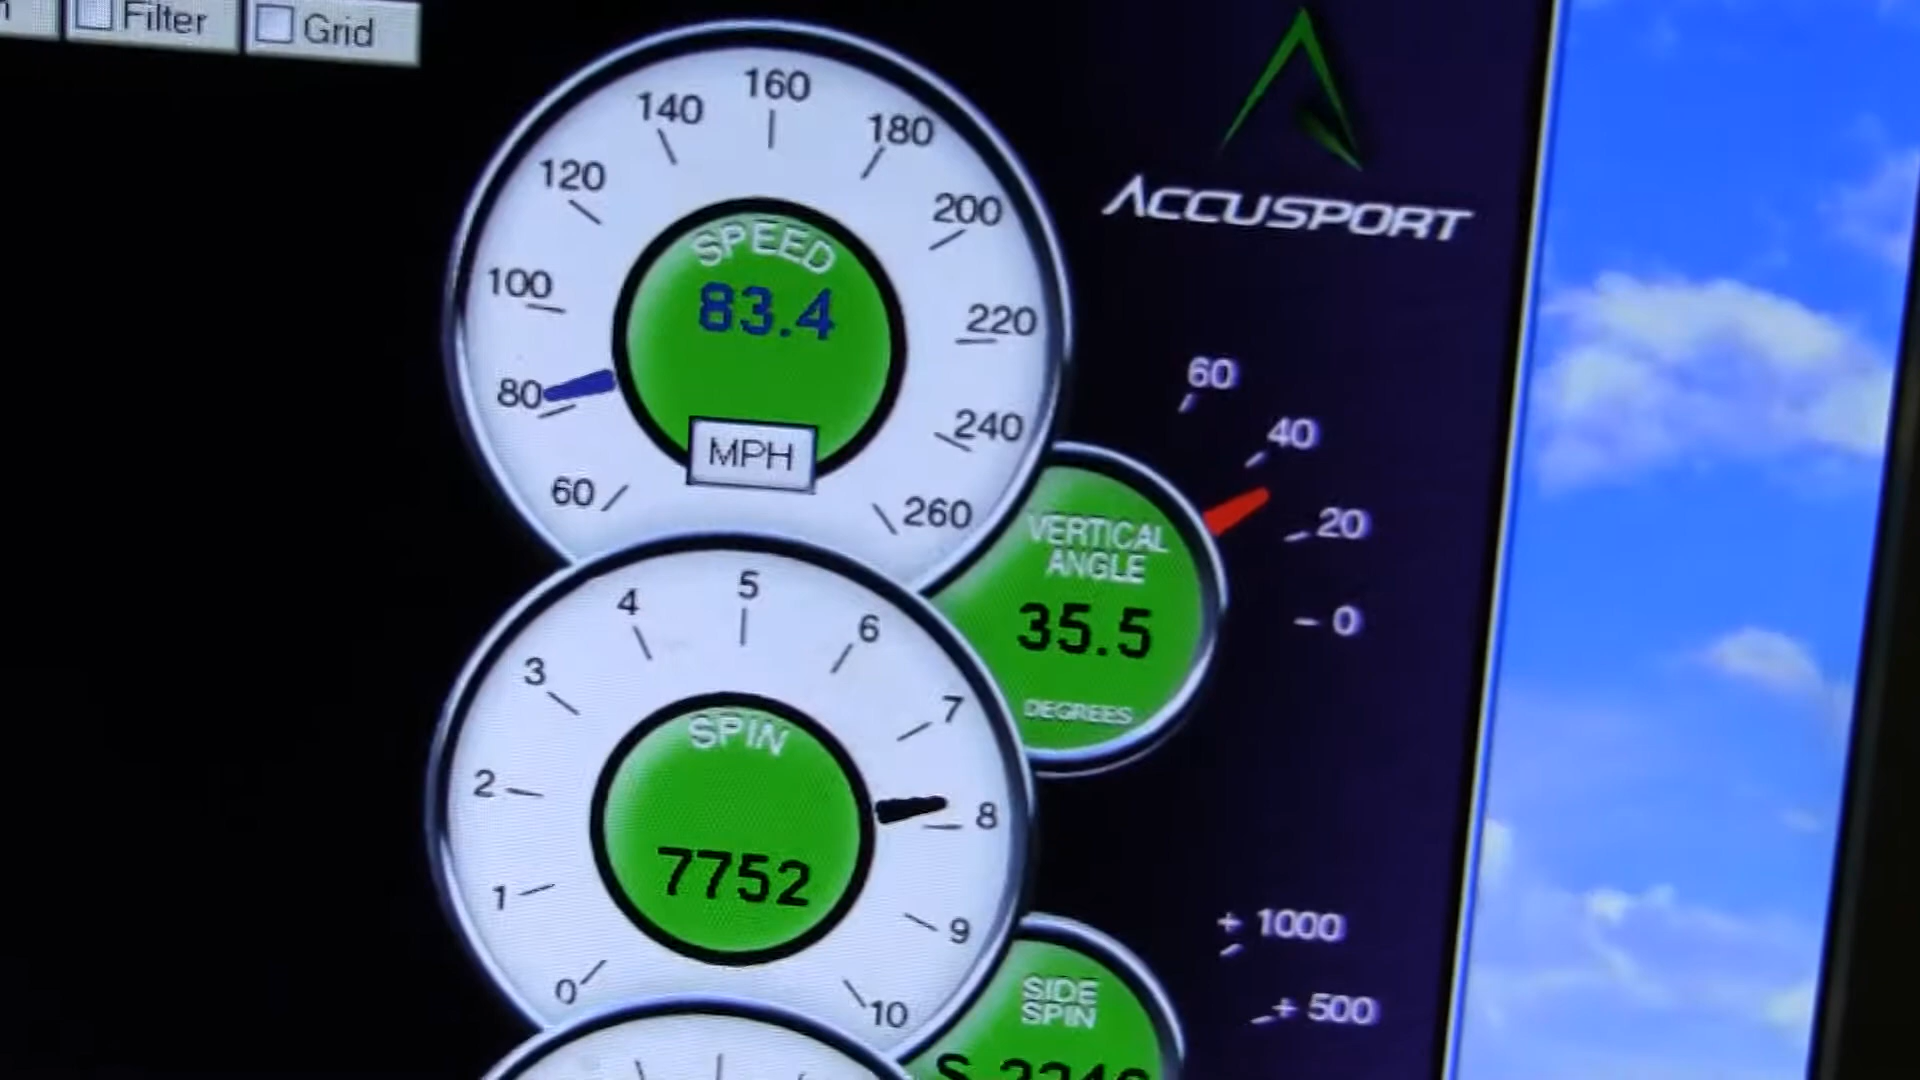 Filter
Grid
160
140
180
120
200
100
220
80
240
60
260
SPEED
83.4
MPH
ACCUSPORT
60
40
20
0
VERTICAL
ANGLE
35.5
DEGREES
5
4
6
3
7
2
8
1
9
0
10
SPIN
7752
+ 1000
+ 500
SIDE
SPIN